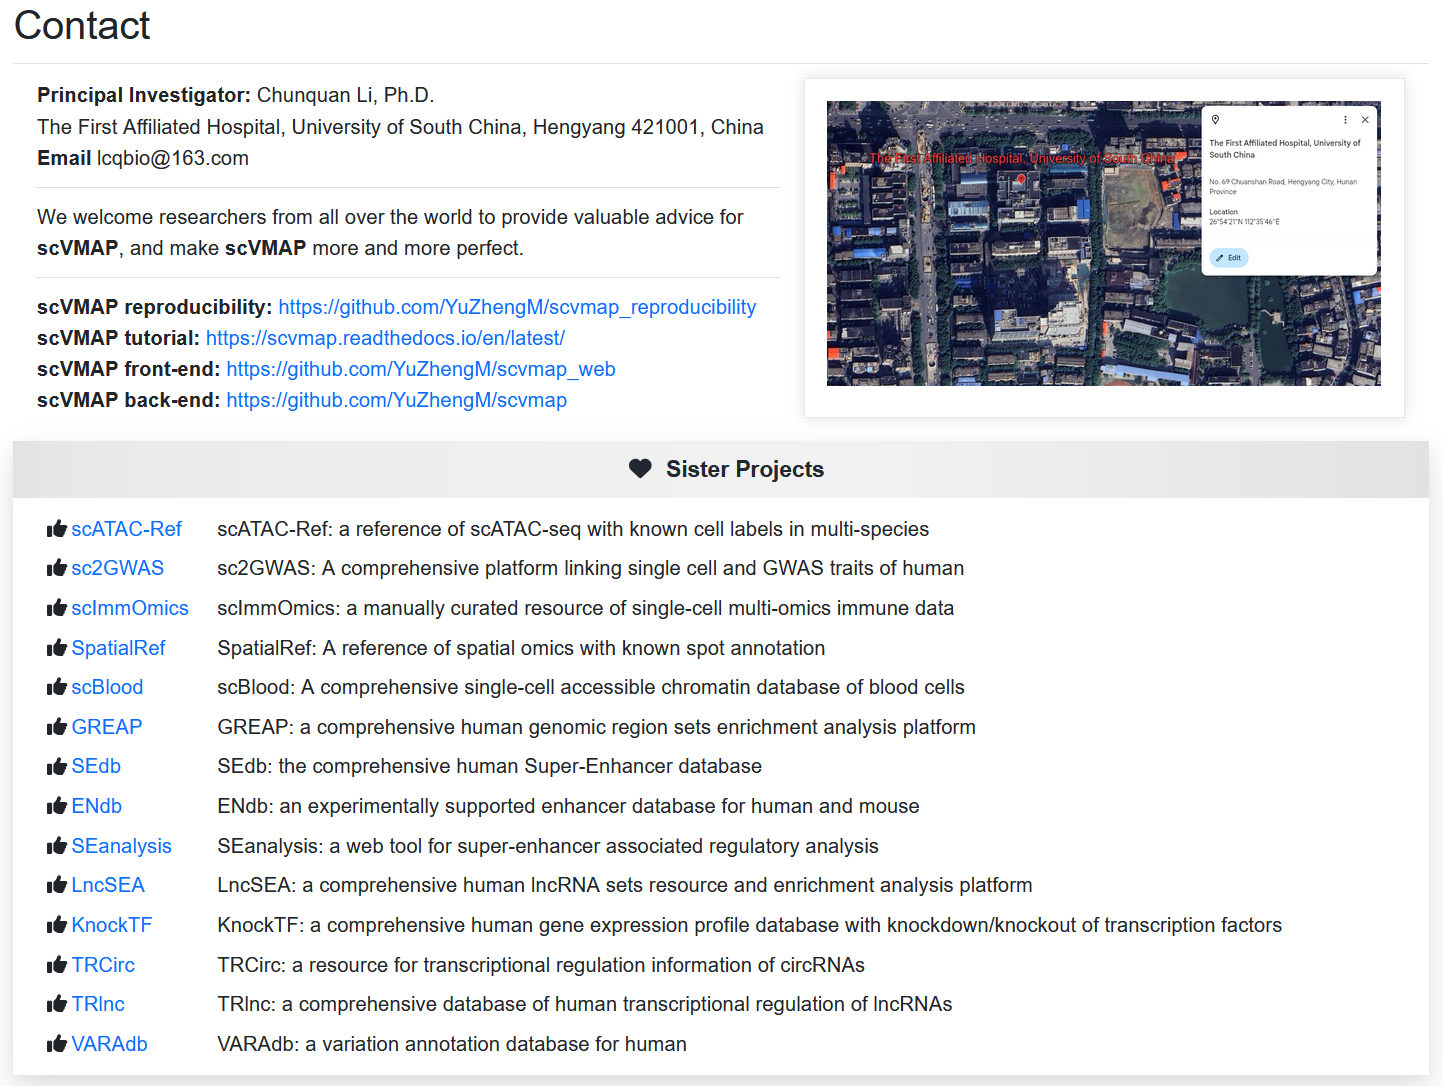 Contact
Principal Investigator: Chunquan Li, Ph.D.
The First Affiliated Hospital, University of South China, Hengyang 421001, China
Email lcqbio@163.com
We welcome researchers from all over the world to provide valuable advice for
scVMAP, and make scVMAP more and more perfect.
scVMAP reproducibility: https://github.com/YuZhengM/scvmap_reproducibility
scVMAP tutorial: https://scvmap.readthedocs.io/en/latest/
scVMAP front-end: https://github.com/YuZhengM/scvmap_web
scVMAP back-end: https://github.com/YuZhengM/scvmap
The First Affiliated Hospital, University of South China
The First Affiliated Hospital, University of
South China
No. 69 Chuanshan Road, Hengyang City, Hunan
Province
Location
26°54'21"N 112°35'46"E
Edit
Sister Projects
scATAC-Ref scATAC-Ref: a reference of scATAC-seq with known cell labels in multi-species
sc2GWAS sc2GWAS: A comprehensive platform linking single cell and GWAS traits of human
scImmOmics scImmOmics: a manually curated resource of single-cell multi-omics immune data
SpatialRef SpatialRef: A reference of spatial omics with known spot annotation
scBlood scBlood: A comprehensive single-cell accessible chromatin database of blood cells
GREAP GREAP: a comprehensive human genomic region sets enrichment analysis platform
SEdb SEdb: the comprehensive human Super-Enhancer database
ENdb ENdb: an experimentally supported enhancer database for human and mouse
SEanalysis SEanalysis: a web tool for super-enhancer associated regulatory analysis
LncSEA LncSEA: a comprehensive human lncRNA sets resource and enrichment analysis platform
KnockTF KnockTF: a comprehensive human gene expression profile database with knockdown/knockout of transcription factors
TRCirc TRCirc: a resource for transcriptional regulation information of circRNAs
TRlnc TRlnc: a comprehensive database of human transcriptional regulation of lncRNAs
VARAdb VARAdb: a variation annotation database for human